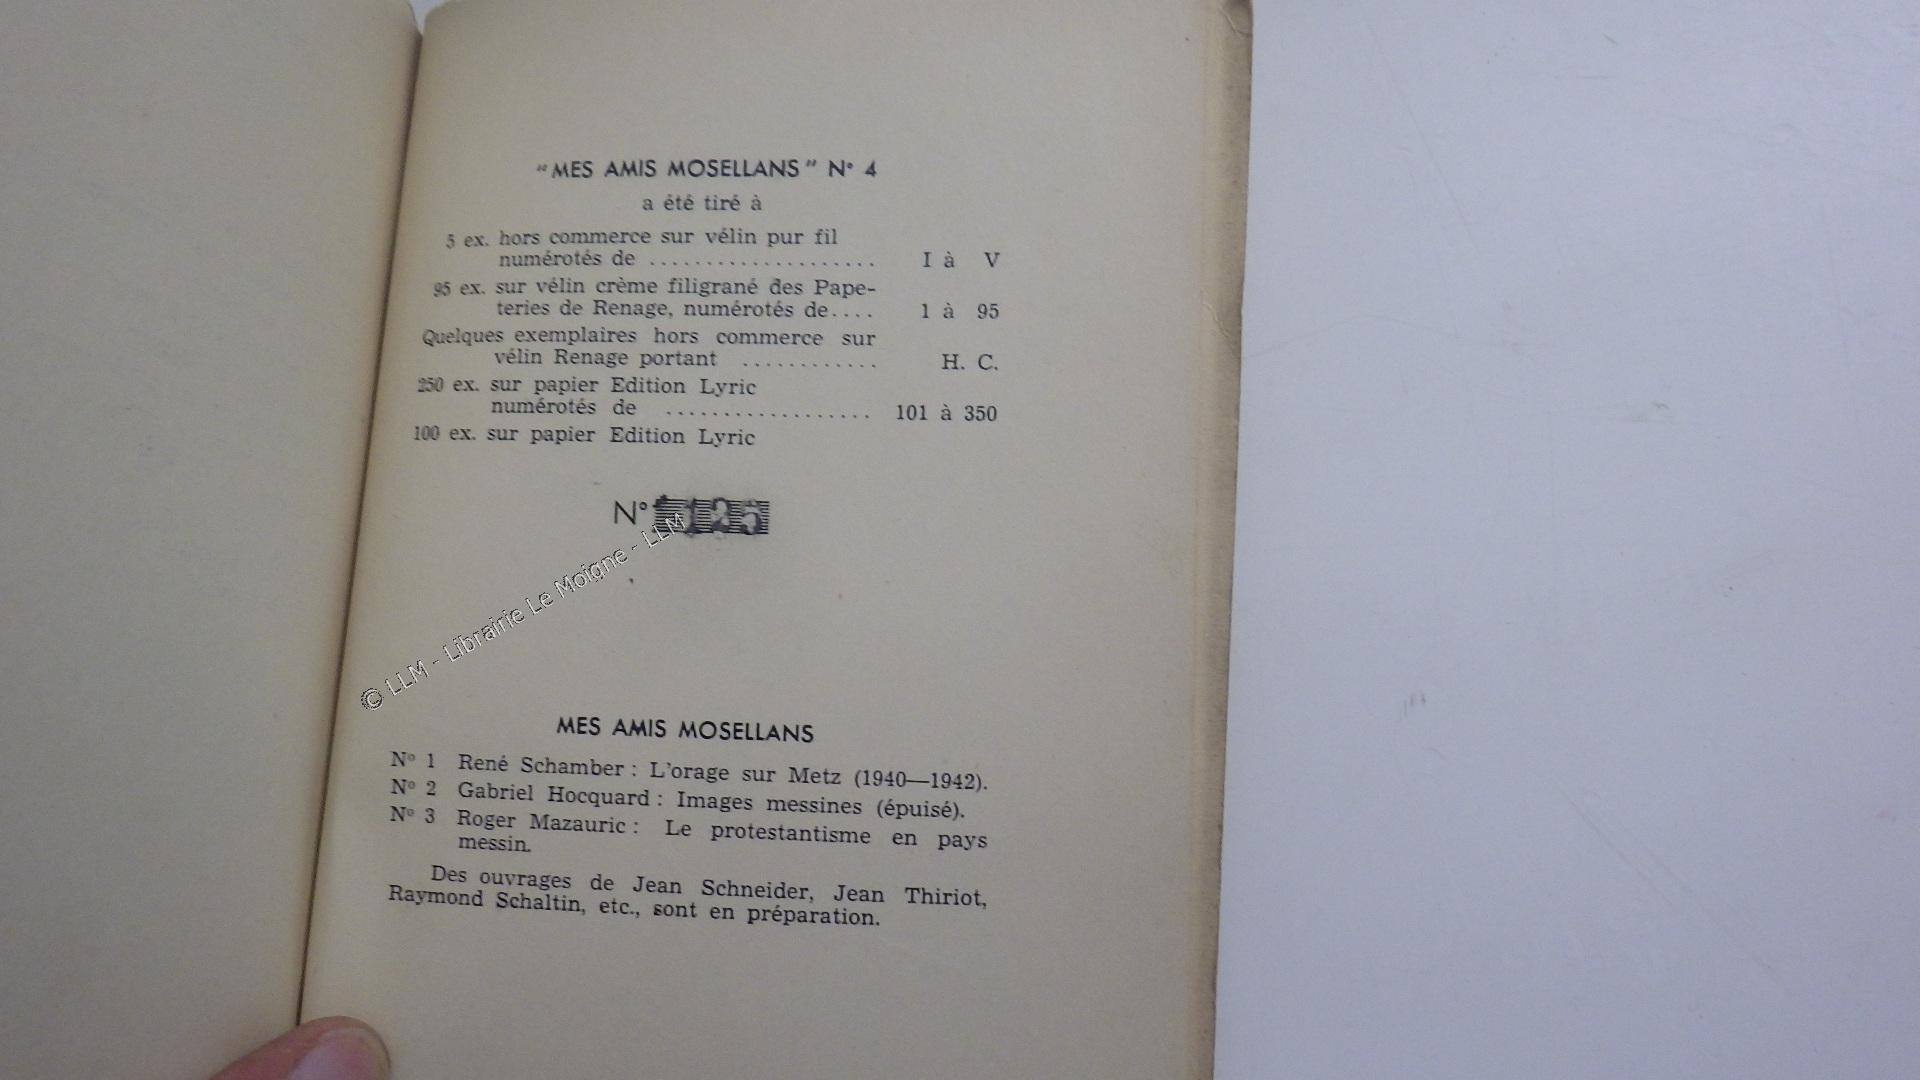 "MES AMIS MOSELLANS" N° 4
a été tiré à
5 ex. hors commerce sur vélin pur fil
numérotés de .................... I à V
95 ex. sur vélin crème filigrané des Pape-
teries de Renage, numérotés de.... 1 à 95
Quelques exemplaires hors commerce sur
vélin Renage portant ............ H. C.
250 ex. sur papier Edition Lyric
numérotés de .................. 101 à 350
100 ex. sur papier Edition Lyric
N°
© LLM - Librairie Le Moigne - LLM
MES AMIS MOSELLANS
N° 1 René Schamber : L'orage sur Metz (1940—1942).
N° 2 Gabriel Hocquard : Images messines (épuisé).
N° 3 Roger Mazauric : Le protestantisme en pays
messin.
Des ouvrages de Jean Schneider, Jean Thiriot,
Raymond Schaltin, etc., sont en préparation.